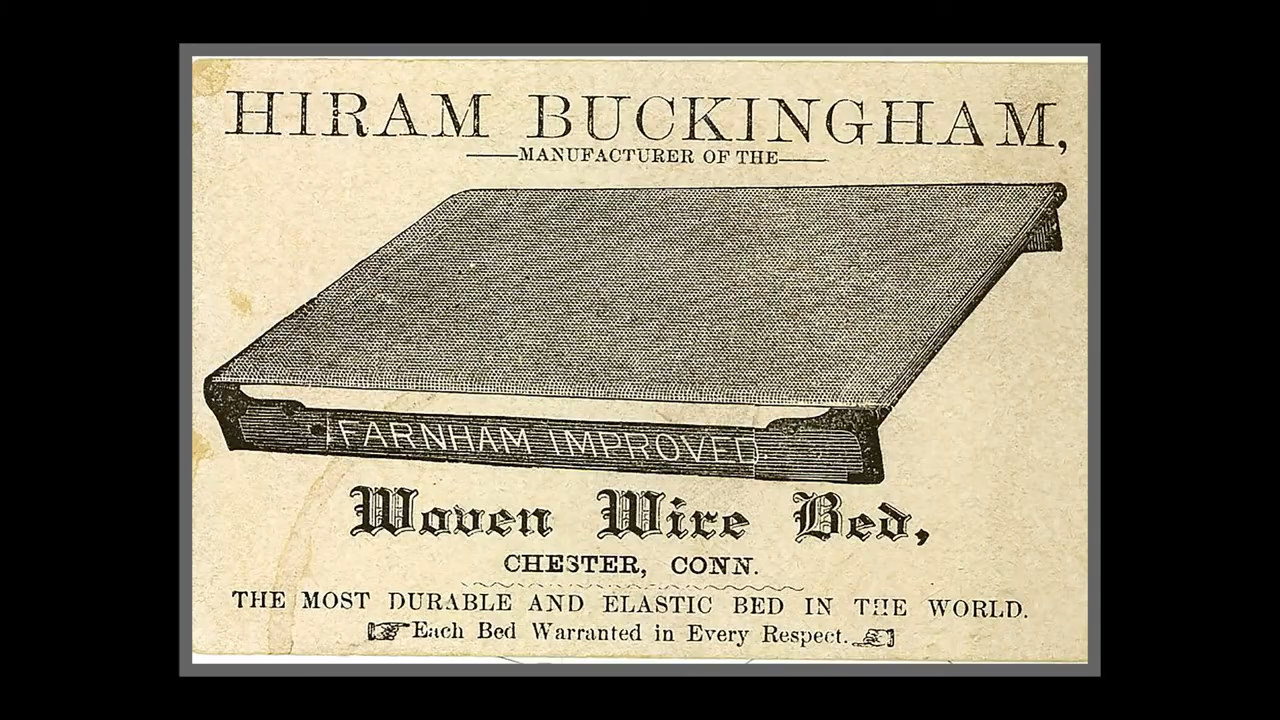 HIRAM BUCKINGHAM,
MANUFACTURER OF THE
FARNHAM IMPROVED
Woven Wire Bed,
CHESTER, CONN.
THE MOST DURABLE AND ELASTIC BED IN THE WORLD.
Each Bed Warranted in Every Respect.